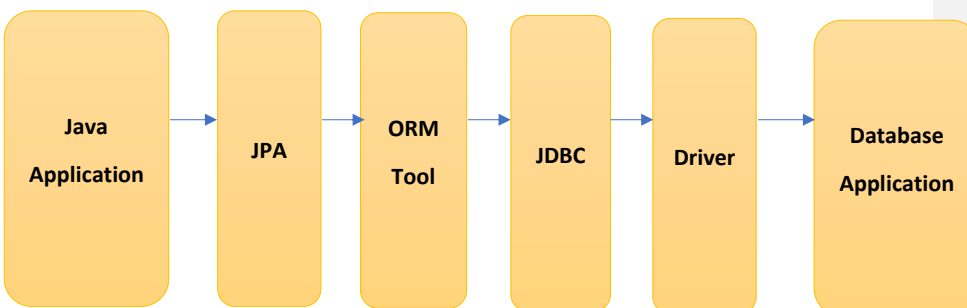 Java
Application
JPA
ORM
Tool
JDBC
Driver
Database
Application